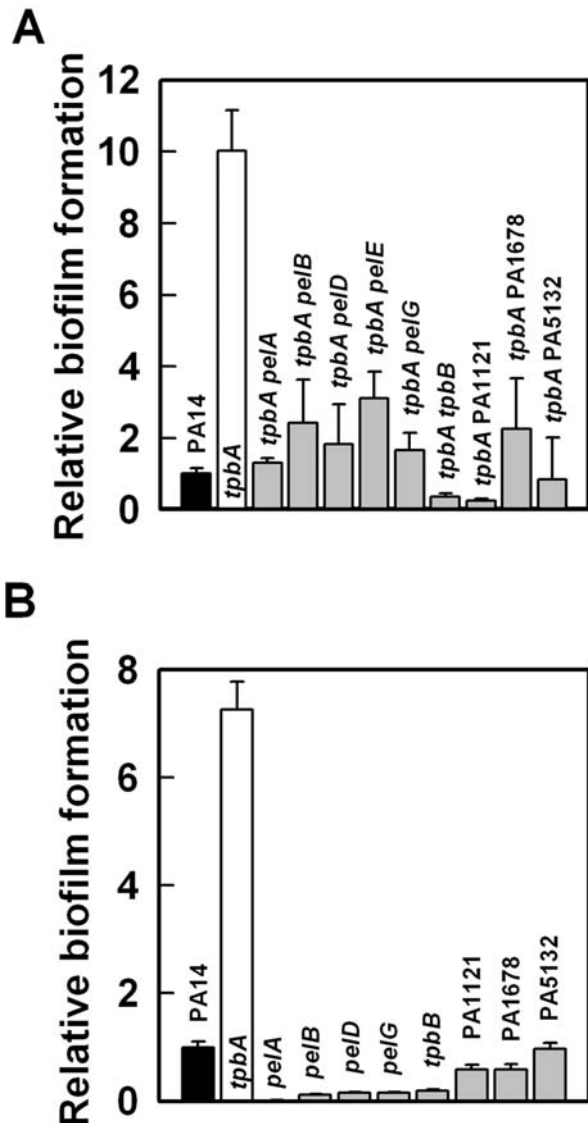 A
Relative biofilm formation
12
10
8
6
4
2
0
PA14
tpbA
tpbA pelA
tpbA pelB
tpbA pelD
tpbA pelE
tpbA pelG
tpbA tpbB
tpbA PA1121
tpbA PA1678
tpbA PA5132
B
Relative biofilm formation
8
6
4
2
0
PA14
tpbA
pelA
pelB
pelD
pelG
tpbB
PA1121
PA1678
PA5132